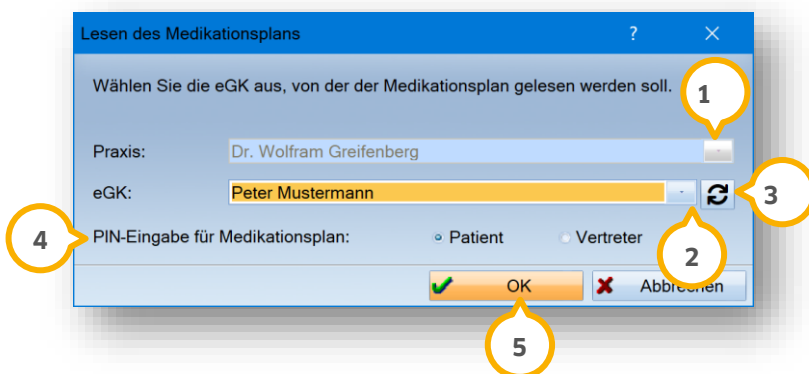 Lesen des Medikationsplans ?
Wählen Sie die eGK aus, von der der Medikationsplan gelesen werden soll.
1
Praxis: Dr. Wolfram Greifenberg
eGK: Peter Mustermann
3
4 PIN-Eingabe für Medikationsplan: Patient Vertreter
2
OK Abbrechen
5